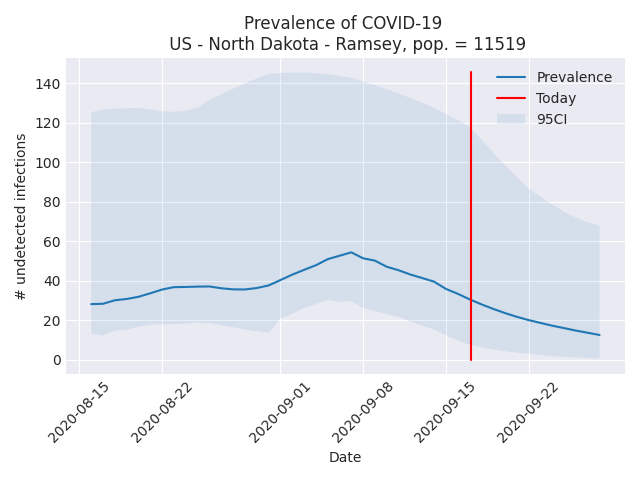 Prevalence of COVID-19
US - North Dakota - Ramsey, pop. = 11519
Prevalence
Today
95CI
140
120
100
80
60
40
20
0
# undetected infections
2020-08-15
2020-08-22
2020-09-01
2020-09-08
2020-09-15
2020-09-22
Date